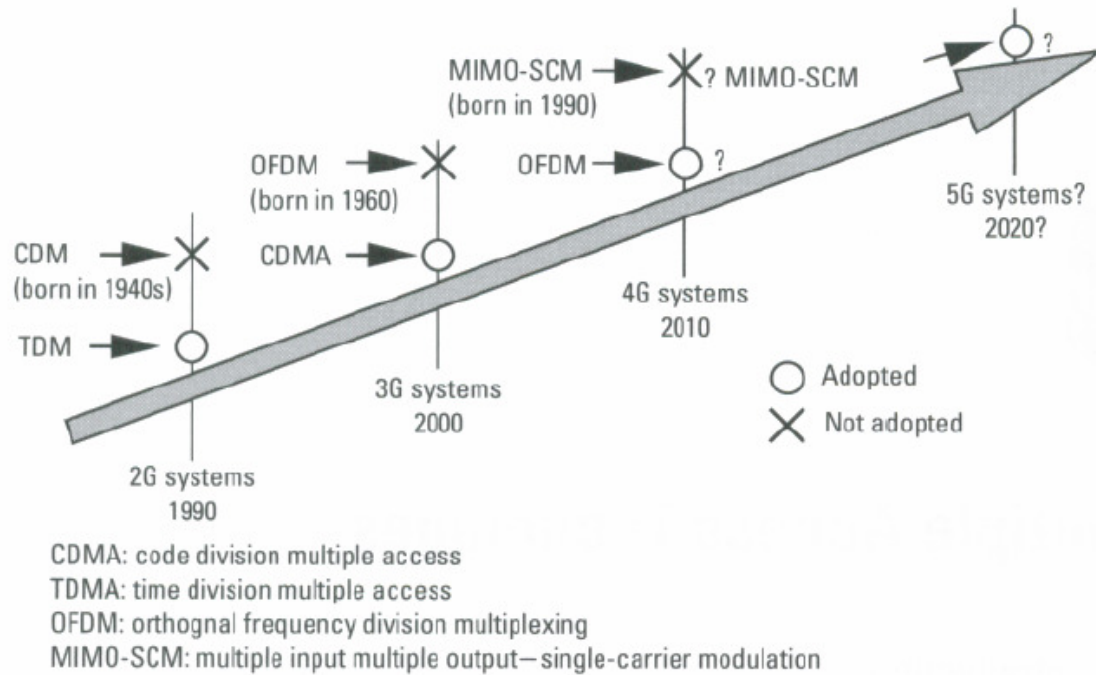 ?
MIMO-SCM
(born in 1990)
? MIMO-SCM
OFDM
(born in 1960)
OFDM
?
5G systems?
2020?
CDM
(born in 1940s)
CDMA
4G systems
2010
TDM
3G systems
2000
Adopted
Not adopted
2G systems
1990
CDMA: code division multiple access
TDMA: time division multiple access
OFDM: orthognal frequency division multiplexing
MIMO-SCM: multiple input multiple output—single-carrier modulation